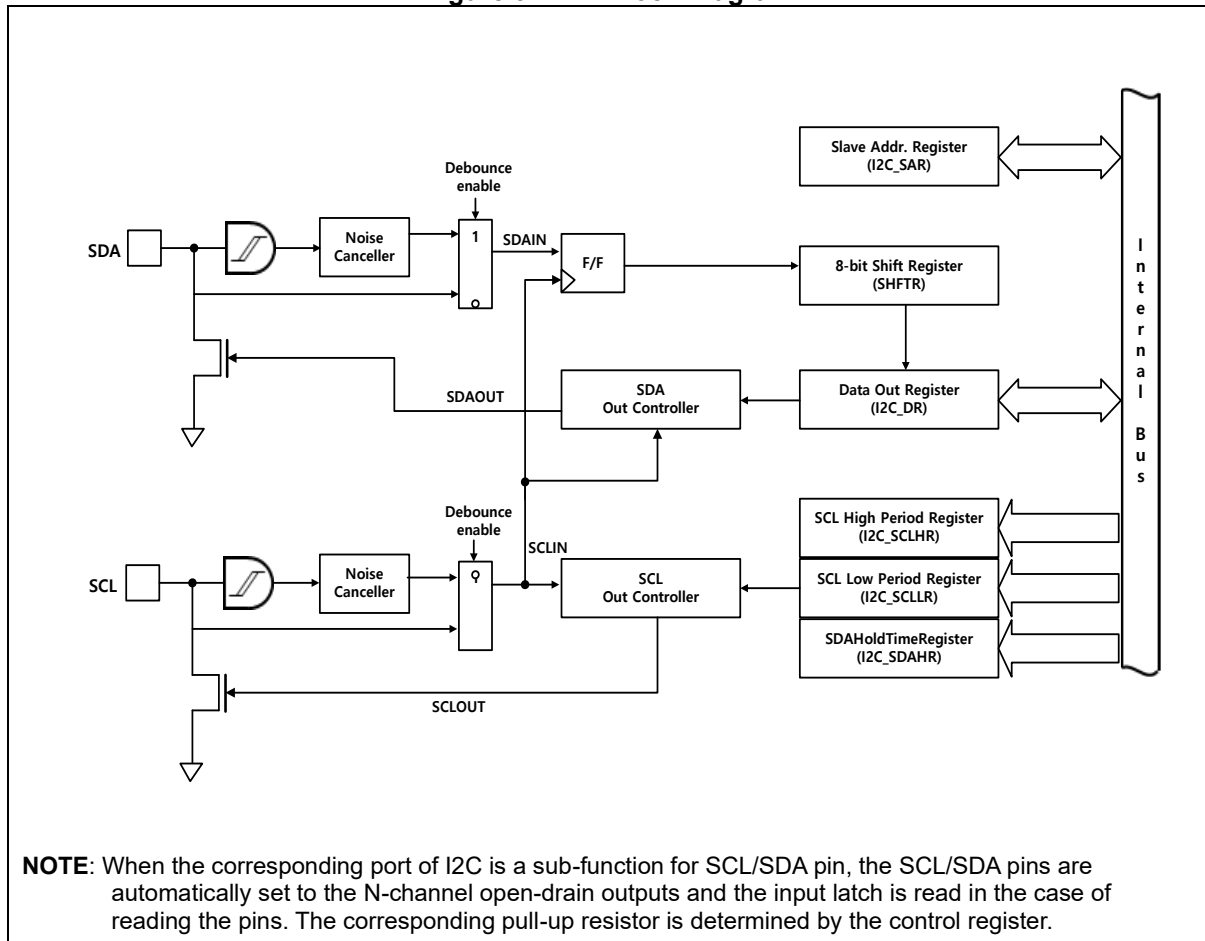 Slave Addr. Register
(I2C_SAR)
Debounce
enable
SDA
Noise
Canceller
1
0
SDAIN
F/F
8-bit Shift Register
(SHFTR)
Internal Bus
SDAOUT
SDA
Out Controller
Data Out Register
(I2C_DR)
Debounce
enable
SCL
Noise
Canceller
SCLIN
SCL
Out Controller
SCL High Period Register
(I2C_SCLHR)
SCL Low Period Register
(I2C_SCLLR)
SDAHoldTimeRegister
(I2C_SDAHR)
SCLOUT
NOTE: When the corresponding port of I2C is a sub-function for SCL/SDA pin, the SCL/SDA pins are
automatically set to the N-channel open-drain outputs and the input latch is read in the case of
reading the pins. The corresponding pull-up resistor is determined by the control register.